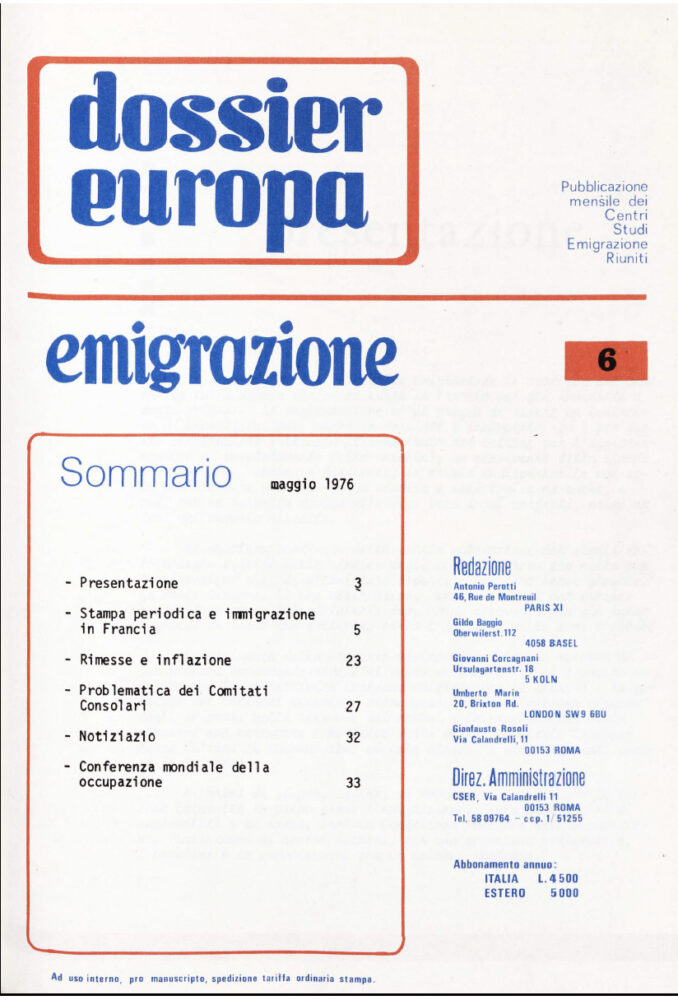 dossier
europa
Pubblicazione
mensile dei
Centri
Studi
Emigrazione
Riuniti
emigrazione
6
Sommario
maggio 1976
- Presentazione 3
- Stampa periodica e immigrazione
in Francia 5
- Rimesse e inflazione 23
- Problematica dei Comitati
Consolari 27
- Notiziazio 32
- Conferenza mondiale della
occupazione 33
Redazione
Antonio Perotti
46, Rue de Montreuil
PARIS XI
Gildo Baggio
Oberwilerst. 112
4058 BASEL
Giovanni Corcagnani
Ursulagartenstr. 18
5 KOLN
Umberto Marin
20, Brixton Rd.
LONDON SW9 6BU
Gianfausto Rosoli
Via Calandrelli, 11
00153 ROMA
Direz. Amministrazione
CSER, Via Calandrelli 11
00153 ROMA
Tel. 58 09764 - ccp. 1/51255
Abbonamento annuo:
ITALIA L. 4500
ESTERO 5000
Ad uso interno, pro manuscripto, spedizione tariffa ordinaria stampa.